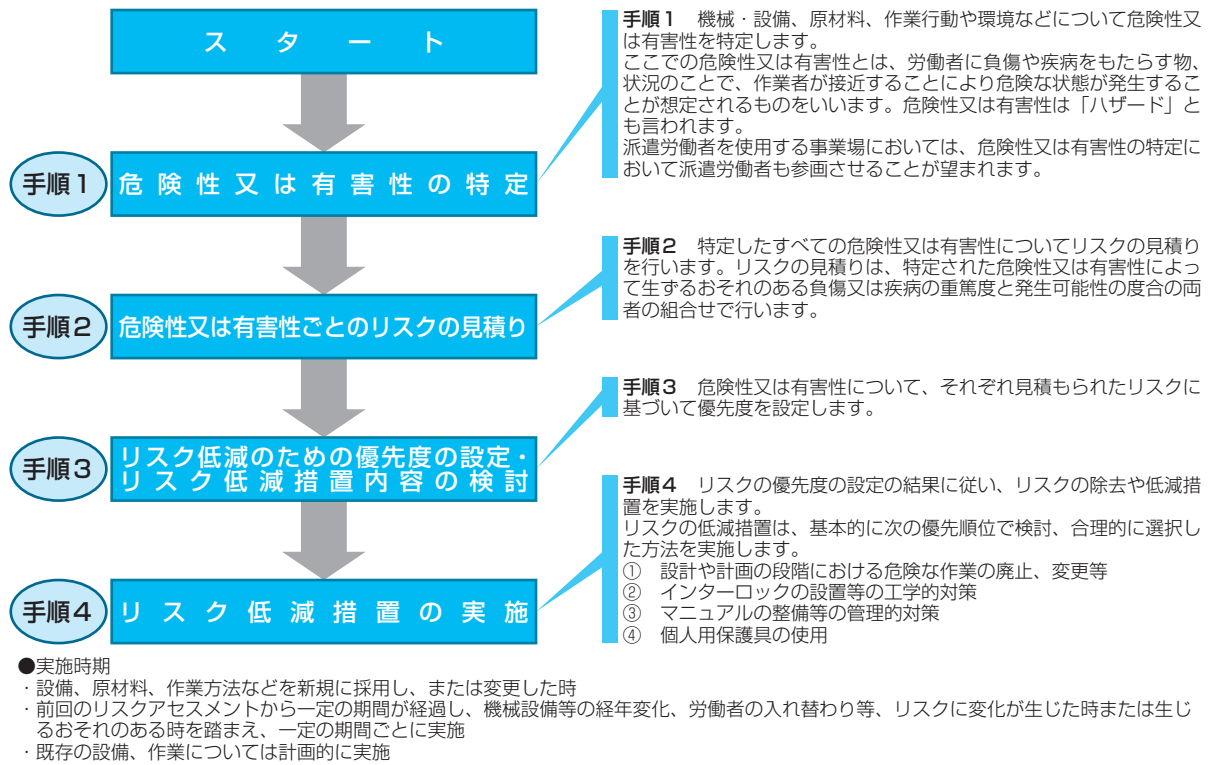 スタート
手順1 機械・設備、原材料、作業行動や環境などについて危険性又
は有害性を特定します。
ここでの危険性又は有害性とは、労働者に負傷や疾病をもたらす物、
状況のことで、作業者が接近することにより危険な状態が発生するこ
とが想定されるものをいいます。危険性又は有害性は「ハザード」と
も言われます。
派遣労働者を使用する事業場においては、危険性又は有害性の特定に
おいて派遣労働者も参画させることが望まれます。
手順1
危険性又は有害性の特定
手順2 特定したすべての危険性又は有害性についてリスクの見積り
を行います。リスクの見積りは、特定された危険性又は有害性によっ
て生ずるおそれのある負傷又は疾病の重篤度と発生可能性の度合の両
者の組合せで行います。
手順2
危険性又は有害性ごとのリスクの見積り
手順3 危険性又は有害性について、それぞれ見積もられたリスクに
基づいて優先度を設定します。
手順3
リスク低減のための優先度の設定・
リスク低減措置内容の検討
手順4 リスクの優先度の設定の結果に従い、リスクの除去や低減措
置を実施します。
リスクの低減措置は、基本的に次の優先順位で検討、合理的に選択し
た方法を実施します。
① 設計や計画の段階における危険な作業の廃止、変更等
② インターロックの設置等の工学的対策
③ マニュアルの整備等の管理的対策
④ 個人用保護具の使用
手順4
リスク低減措置の実施
●実施時期
・設備、原材料、作業方法などを新規に採用し、または変更した時
・前回のリスクアセスメントから一定の期間が経過し、機械設備等の経年変化、労働者の入れ替わり等、リスクに変化が生じた時または生じ
るおそれのある時を踏まえ、一定の期間ごとに実施
・既存の設備、作業については計画的に実施